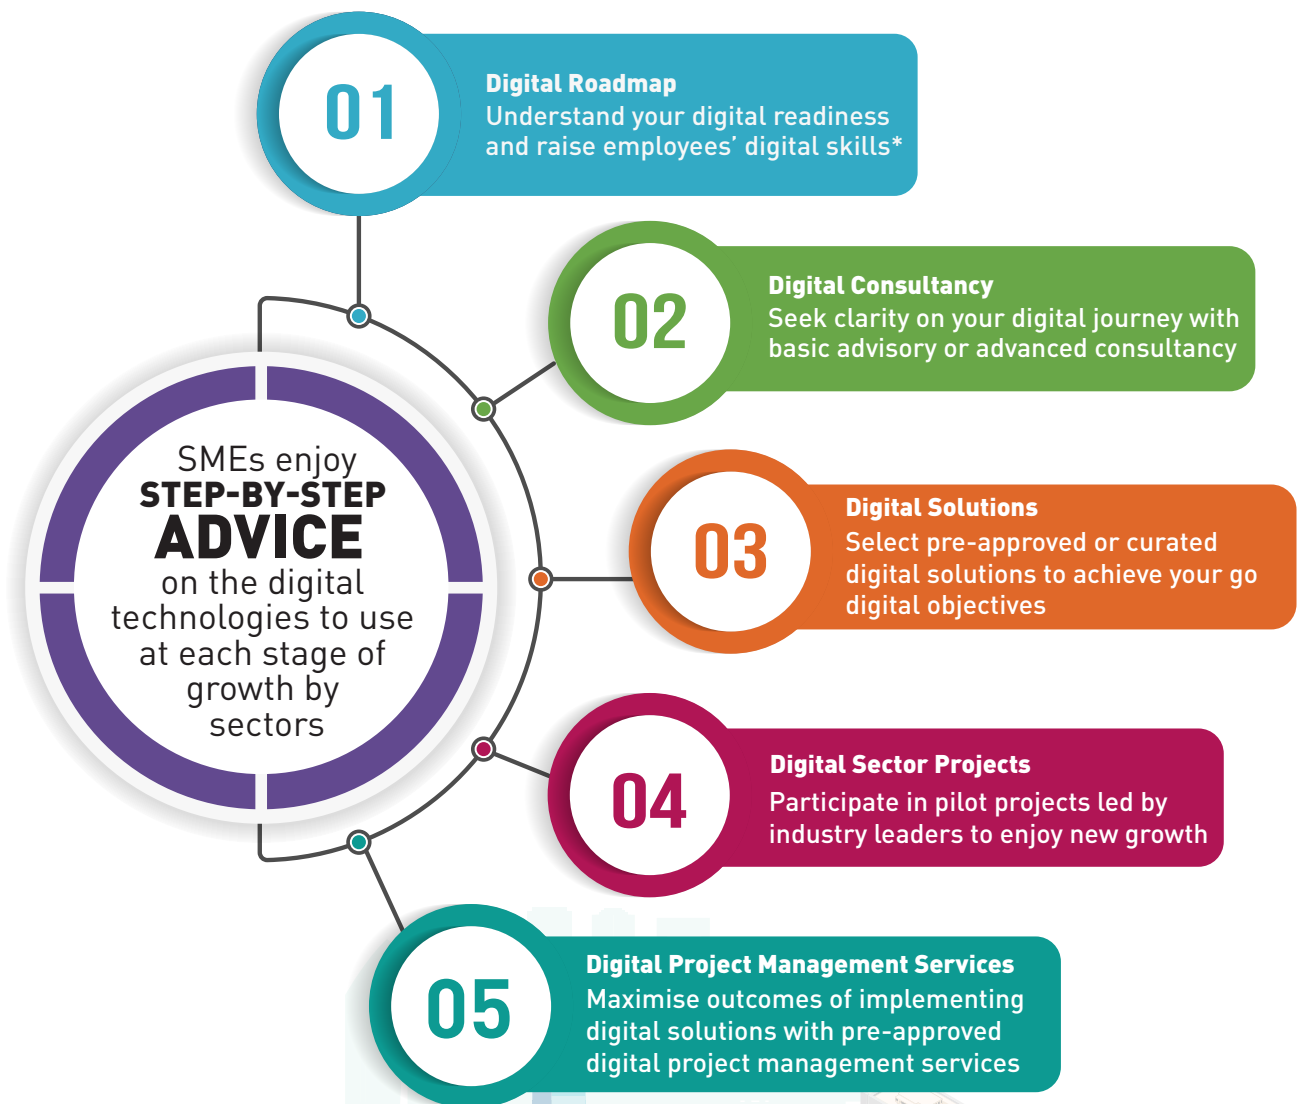 01
Digital Roadmap
Understand your digital readiness
and raise employees’ digital skills*
02
Digital Consultancy
Seek clarity on your digital journey with
basic advisory or advanced consultancy
SMEs enjoy
STEP-BY-STEP
ADVICE
on the digital
technologies to use
at each stage of
growth by
sectors
03
Digital Solutions
Select pre-approved or curated
digital solutions to achieve your go
digital objectives
04
Digital Sector Projects
Participate in pilot projects led by
industry leaders to enjoy new growth
05
Digital Project Management Services
Maximise outcomes of implementing
digital solutions with pre-approved
digital project management services